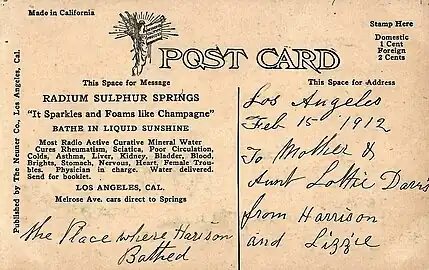 Made in California
POST CARD
Stamp Here
Domestic
1 Cent
Foreign
2 Cents
This Space for Message
This Space for Address
Published by The Neuner Co., Los Angeles, Cal.
RADIUM SULPHUR SPRINGS
"It Sparkles and Foams like Champagne"
BATHE IN LIQUID SUNSHINE
Most Radio Active Curative Mineral Water
Cures Rheumatism, Sciatica, Poor Circulation,
Colds, Asthma, Liver, Kidney, Bladder, Blood,
Brights, Stomach, Nervous, Heart, Female Trou-
bles. Physician in charge. Water delivered.
Send for booklet.
LOS ANGELES, CAL.
Melrose Ave. cars direct to Springs
the Place where Harison
Bathed
Los Angeles
Feb 15 1912
To Mother &
Aunt Lottie Davis
from Harrison
and Lizzie